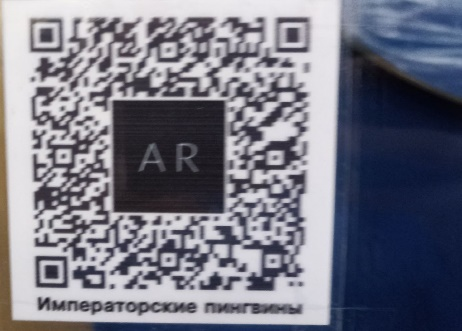 AR
Императорские пингвины